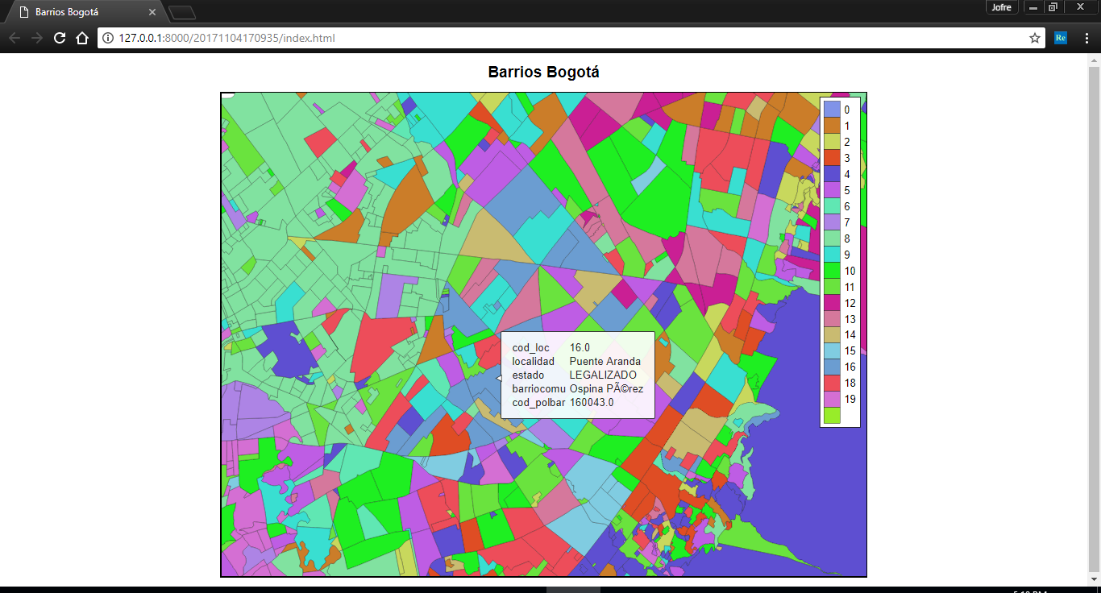 Barrios Bogotá
Jofre
127.0.0.1:8000/20171104170935/index.html
Re
Barrios Bogotá
0
1
2
3
4
5
6
7
8
9
10
11
12
13
14
15
16
18
19
cod_loc 16.0
localidad Puente Aranda
estado LEGALIZADO
barriocomu Ospina PÃ©rez
cod_polbar 160043.0